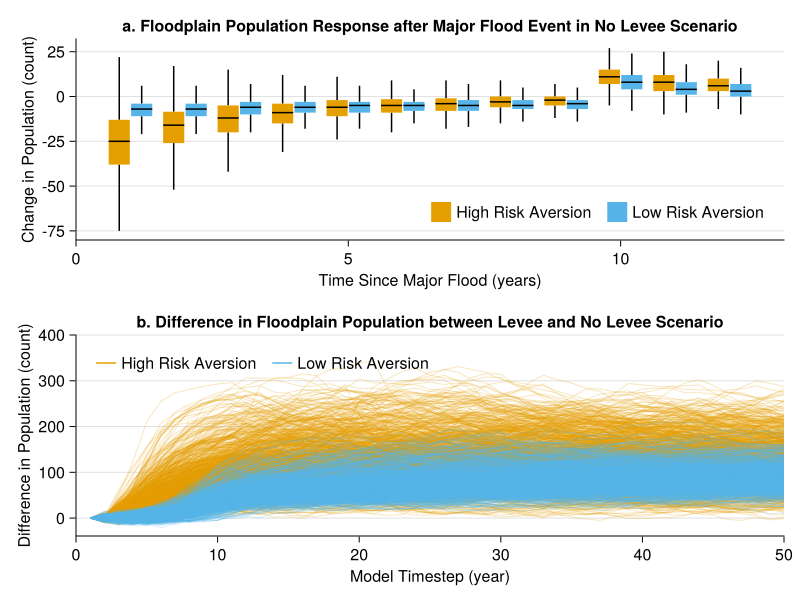 a. Floodplain Population Response after Major Flood Event in No Levee Scenario
Change in Population (count)
25
0
-25
-50
-75
High Risk Aversion
Low Risk Aversion
0
5
10
Time Since Major Flood (years)
b. Difference in Floodplain Population between Levee and No Levee Scenario
Difference in Population (count)
400
300
200
100
0
High Risk Aversion
Low Risk Aversion
0
10
20
30
40
50
Model Timestep (year)